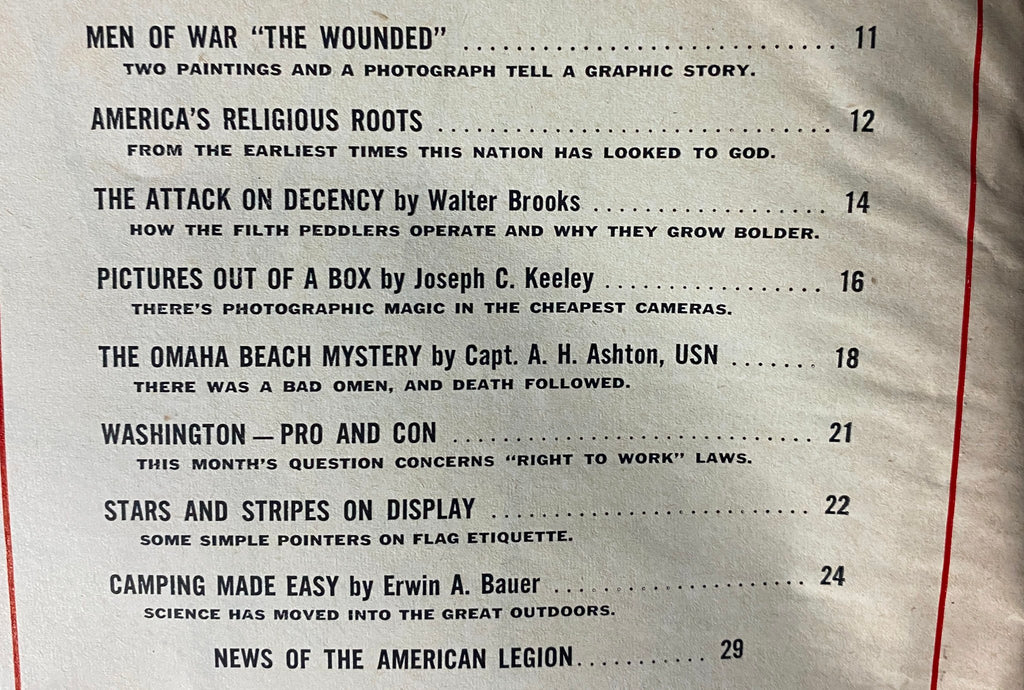 MEN OF WAR "THE WOUNDED" .............................. 11
TWO PAINTINGS AND A PHOTOGRAPH TELL A GRAPHIC STORY.
AMERICA'S RELIGIOUS ROOTS ................................ 12
FROM THE EARLIEST TIMES THIS NATION HAS LOOKED TO GOD.
THE ATTACK ON DECENCY by Walter Brooks ................... 14
HOW THE FILTH PEDDLERS OPERATE AND WHY THEY GROW BOLDER.
PICTURES OUT OF A BOX by Joseph C. Keeley .................. 16
THERE'S PHOTOGRAPHIC MAGIC IN THE CHEAPEST CAMERAS.
THE OMAHA BEACH MYSTERY by Capt. A. H. Ashton, USN ....... 18
THERE WAS A BAD OMEN, AND DEATH FOLLOWED.
WASHINGTON — PRO AND CON .............................. 21
THIS MONTH'S QUESTION CONCERNS "RIGHT TO WORK" LAWS.
STARS AND STRIPES ON DISPLAY ........................... 22
SOME SIMPLE POINTERS ON FLAG ETIQUETTE.
CAMPING MADE EASY by Erwin A. Bauer ..................... 24
SCIENCE HAS MOVED INTO THE GREAT OUTDOORS.
NEWS OF THE AMERICAN LEGION........... 29